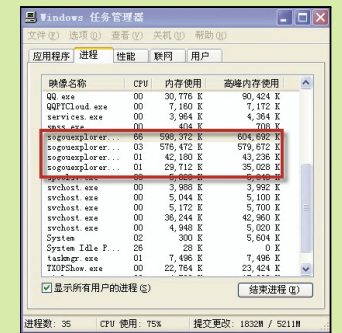 Windows 任务管理器
文件(F) 选项(O) 查看(V) 关机(U) 帮助(H)
应用程序 进程 性能 联网 用户
映像名称 CPU 内存使用 高峰内存使用
QQ.exe 00 30,776 K 90,424 K
QQPYCloud.exe 00 7,160 K 7,172 K
services.exe 00 3,964 K 4,364 K
smss.exe 00 404 K 708 K
sogouexplorer... 66 598,372 K 604,692 K
sogouexplorer... 03 576,472 K 579,672 K
sogouexplorer... 01 42,180 K 43,236 K
sogouexplorer... 01 29,712 K 35,028 K
spoolsv.exe 00
svchost.exe 00 3,988 K 3,992 K
svchost.exe 00 5,044 K 5,100 K
svchost.exe 00 5,172 K 5,700 K
svchost.exe 00 36,244 K 42,960 K
svchost.exe 00 4,948 K 5,020 K
System 02 300 K 5,604 K
System Idle P... 26 28 K 0 K
taskmgr.exe 01 7,496 K 7,496 K
TXOPShow.exe 00 22,764 K 23,424 K
显示所有用户的进程(S) 结束进程(E)
进程数: 35 CPU 使用: 75% 提交更改: 1832M / 5211M